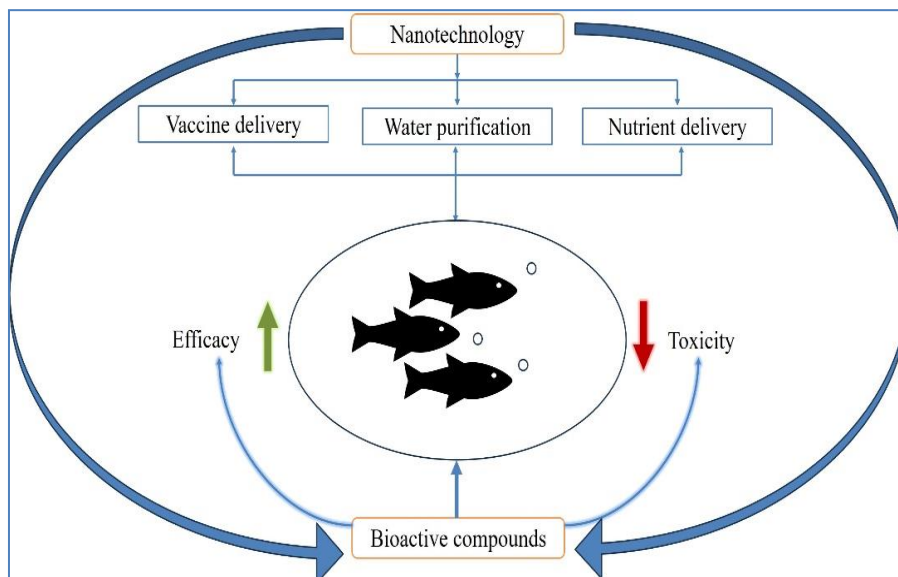 Nanotechnology
Vaccine delivery
Water purification
Nutrient delivery
Efficacy
Toxicity
Bioactive compounds